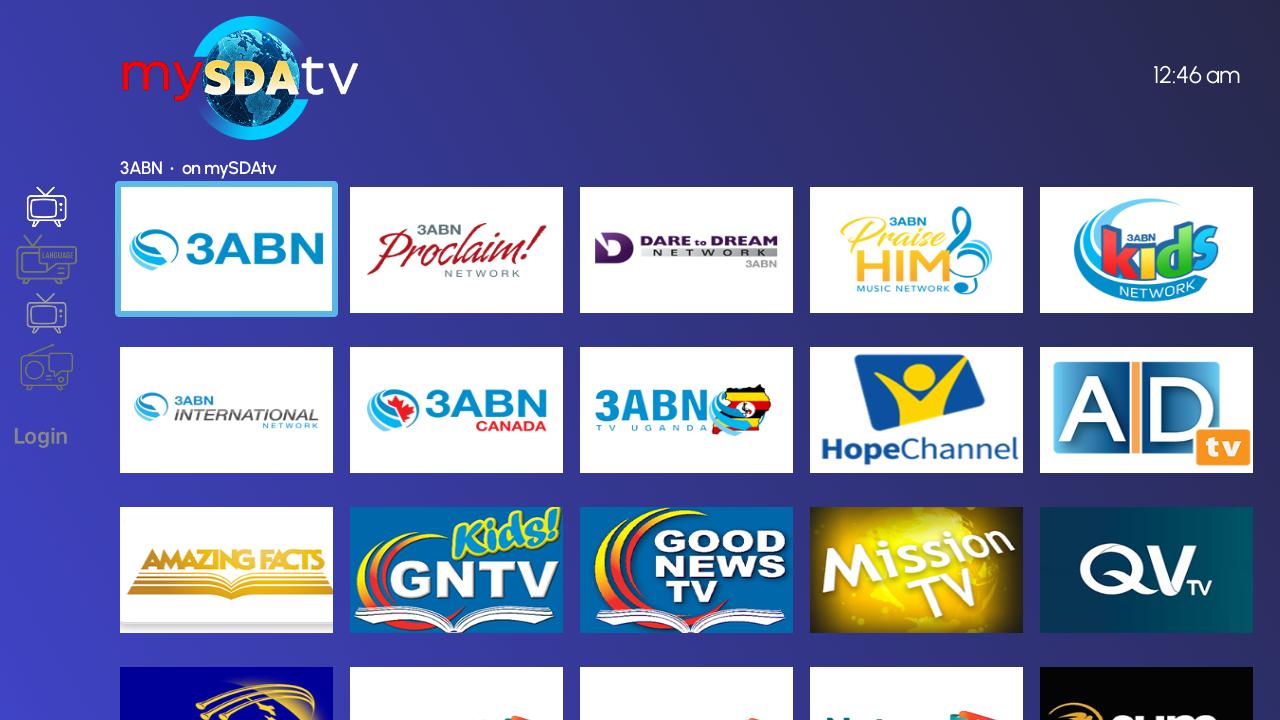 mySDAtv
12:46 am
3ABN · on mySDAtv
3ABN
3ABN
Proclaim!
NETWORK
DARE to DREAM
NETWORK
3ABN
3ABN
Praise
HIM
MUSIC NETWORK
3ABN
kids
NETWORK
LANGUAGE
3ABN
INTERNATIONAL
NETWORK
3ABN
CANADA
3ABN
TV UGANDA
HopeChannel
AD
tv
Login
AMAZING FACTS
Kids!
GNTV
GOOD
NEWS
TV
Mission
TV
QVTV